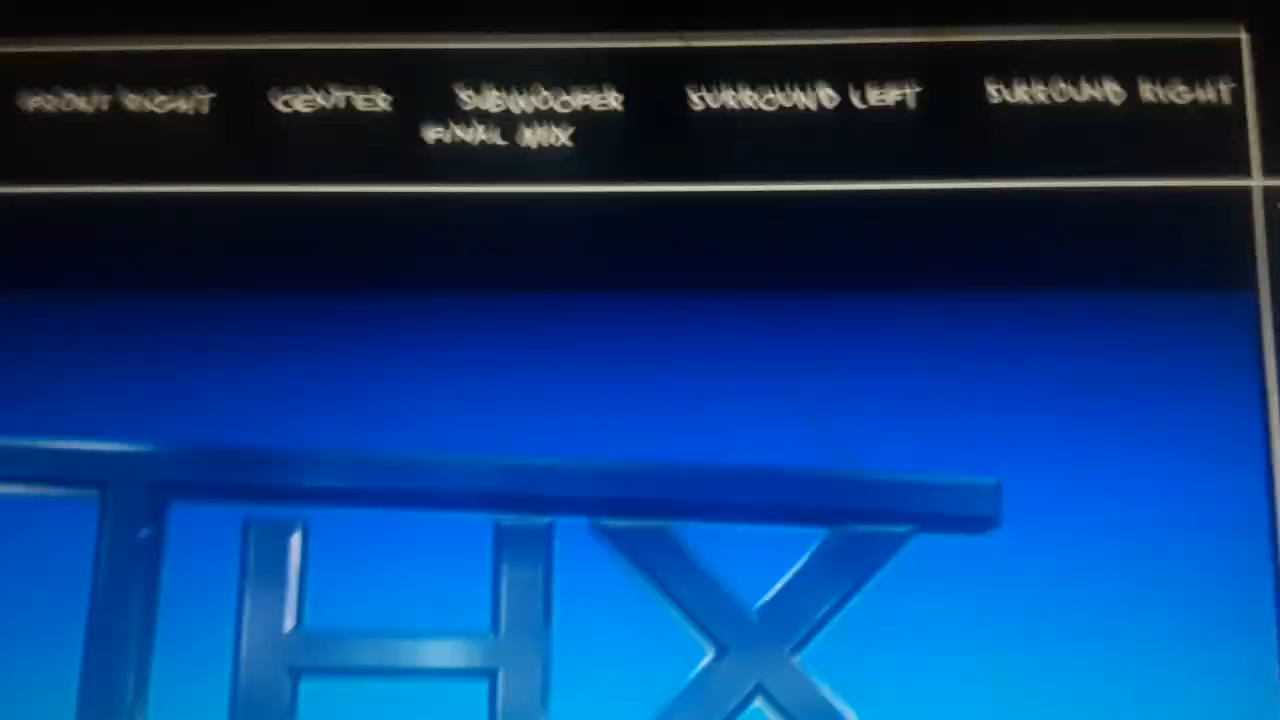 FRONT RIGHT CENTER SUBWOOFER SURROUND LEFT SURROUND RIGHT
FINAL MIX
THX